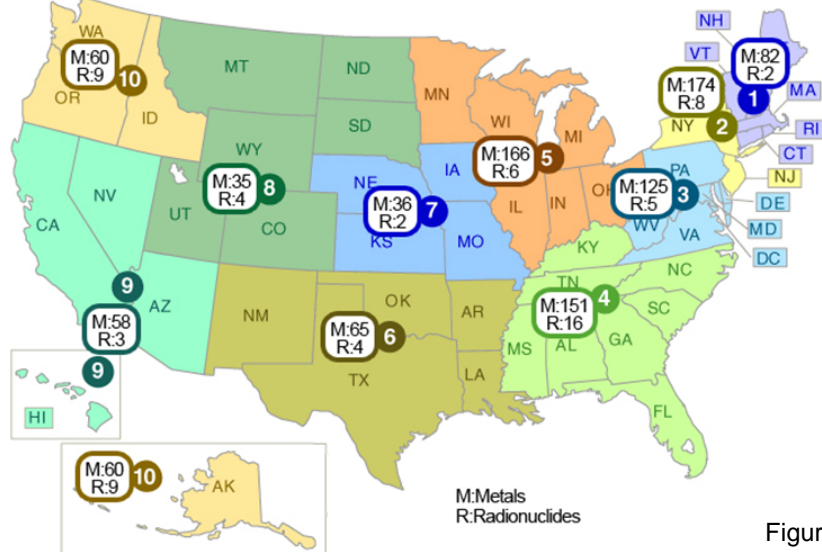 NH
WA
VT
M:82
R:2
M:60
R:9
10
MT
ND
M:174
R:8
1
MA
OR
MN
ID
WI
MI
NY
2
RI
SD
WY
M:166
R:6
5
CT
IA
PA
NJ
NV
M:35
R:4
8
NE
M:36
R:2
7
IL
IN
OH
M:125
R:5
3
DE
CA
UT
CO
KS
MO
WV
VA
MD
KY
DC
9
AZ
TN
NC
M:58
R:3
NM
OK
AR
M:151
R:16
4
SC
M:65
R:4
6
MS
AL
GA
9
TX
LA
HI
FL
M:60
R:9
10
AK
M:Metals
R:Radionuclides
Figur